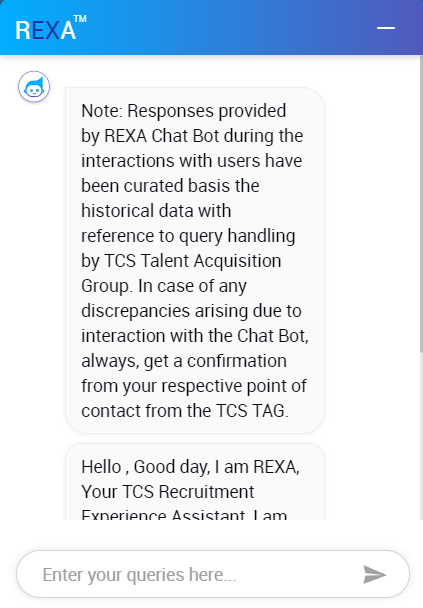 REXA™
Note: Responses provided
by REXA Chat Bot during the
interactions with users have
been curated basis the
historical data with
reference to query handling
by TCS Talent Acquisition
Group. In case of any
discrepancies arising due to
interaction with the Chat Bot,
always, get a confirmation
from your respective point of
contact from the TCS TAG.
Hello , Good day, I am REXA,
Your TCS Recruitment
Experience Assistant. I am
Enter your queries here...